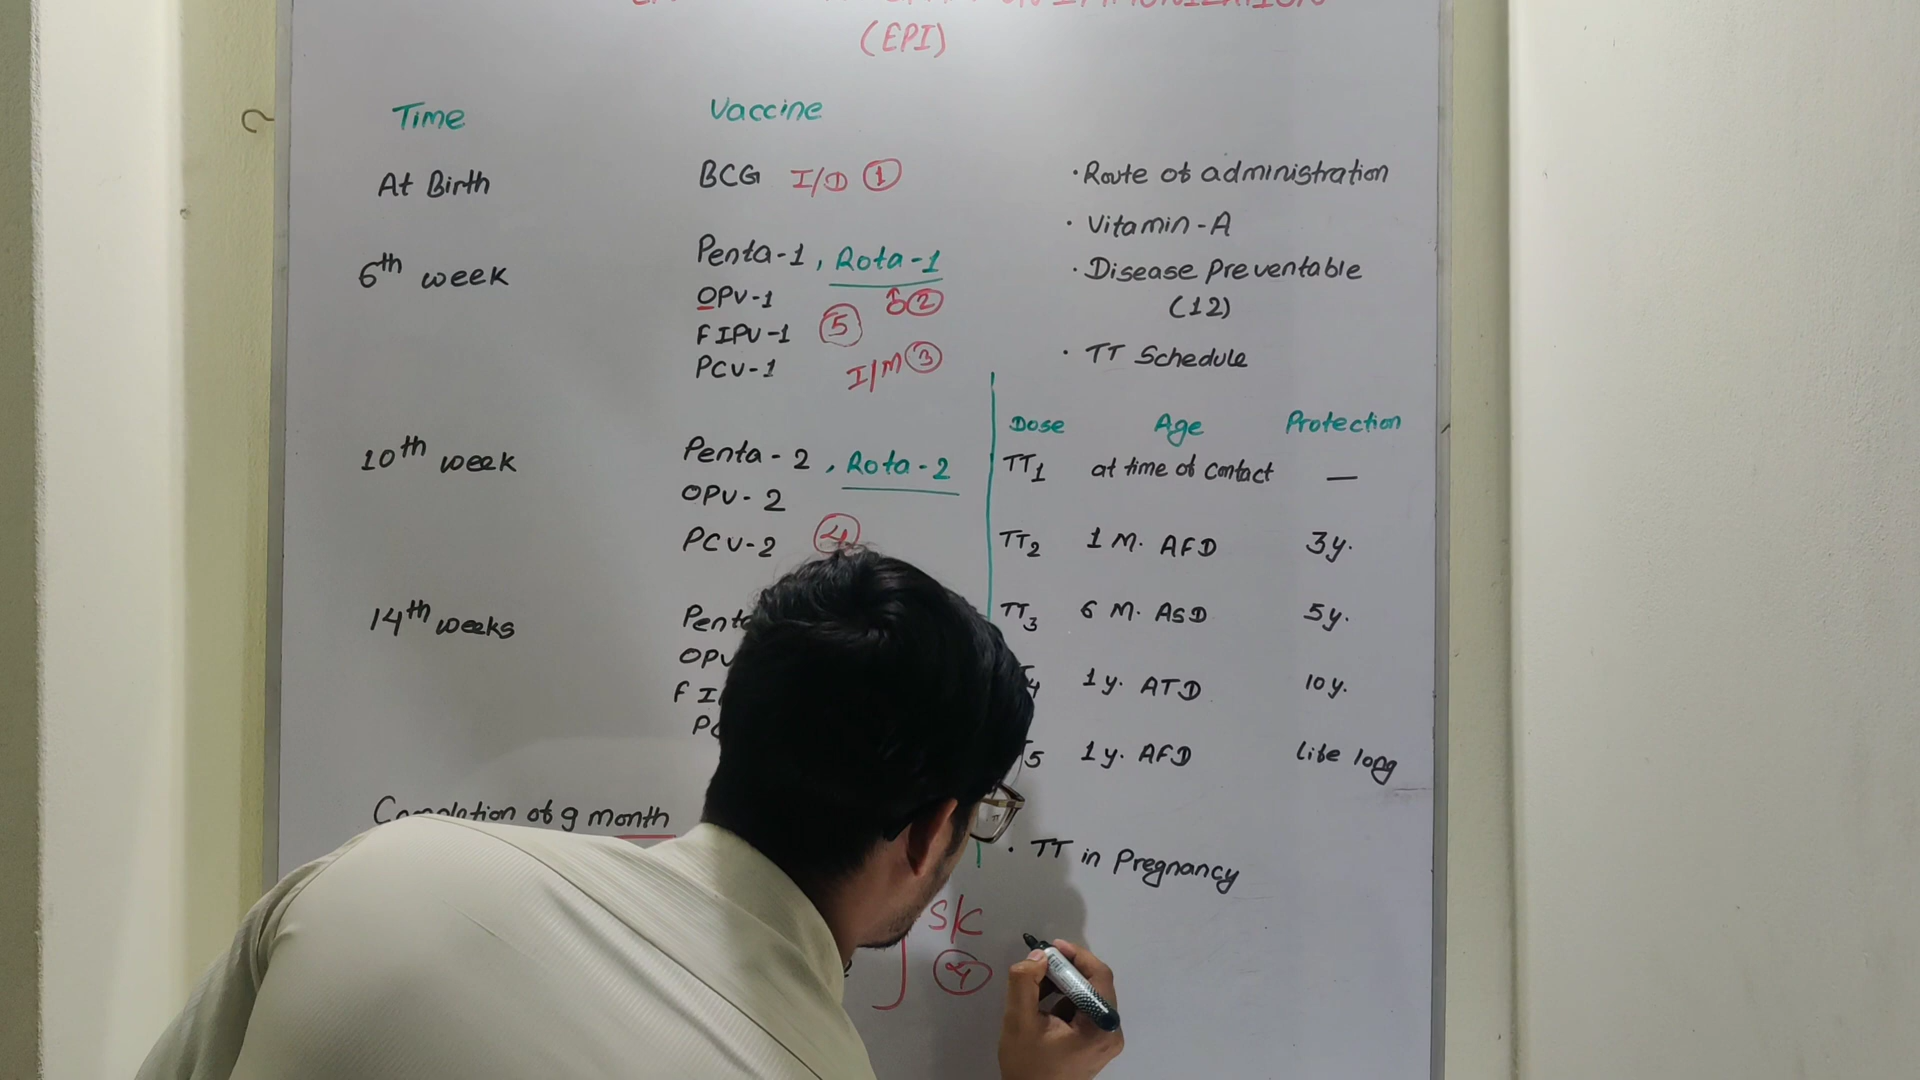 (EPI)
Time Vaccine
At Birth BCG I/D 1
6th week Penta-1, Rota-1
OPV-1 2
FIPV-1 5
PCV-1 I/M 3
10th week Penta-2, Rota-2
OPV-2
PCV-2 4
14th weeks
Completion of 9 month
S/C
4
• Route of administration
• Vitamin-A
• Disease Preventable
(12)
• TT Schedule
Dose Age Protection
TT1 at time of contact —
TT2 1 M. AFD 3y.
TT3 6 M. ASD 5y.
4 1y. ATD 10y.
5 1y. AFD life long
• TT in Pregnancy